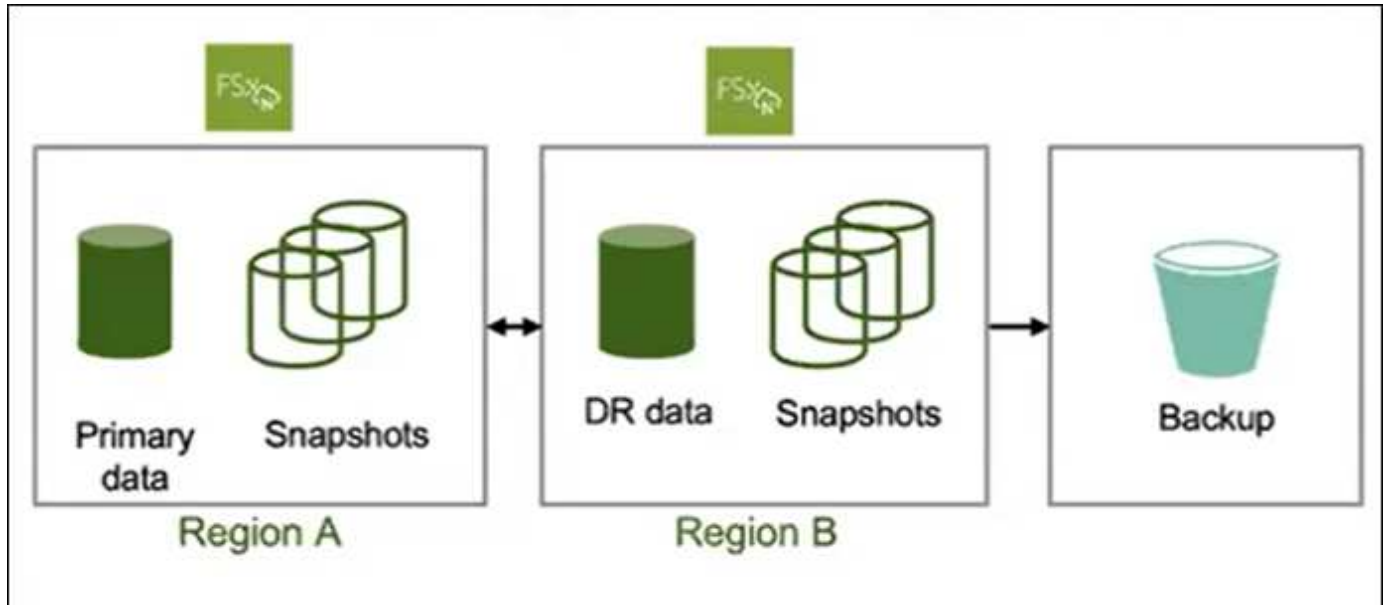 FSx
N
FSx
N
Primary
data
Snapshots
DR data
Snapshots
Backup
Region A
Region B